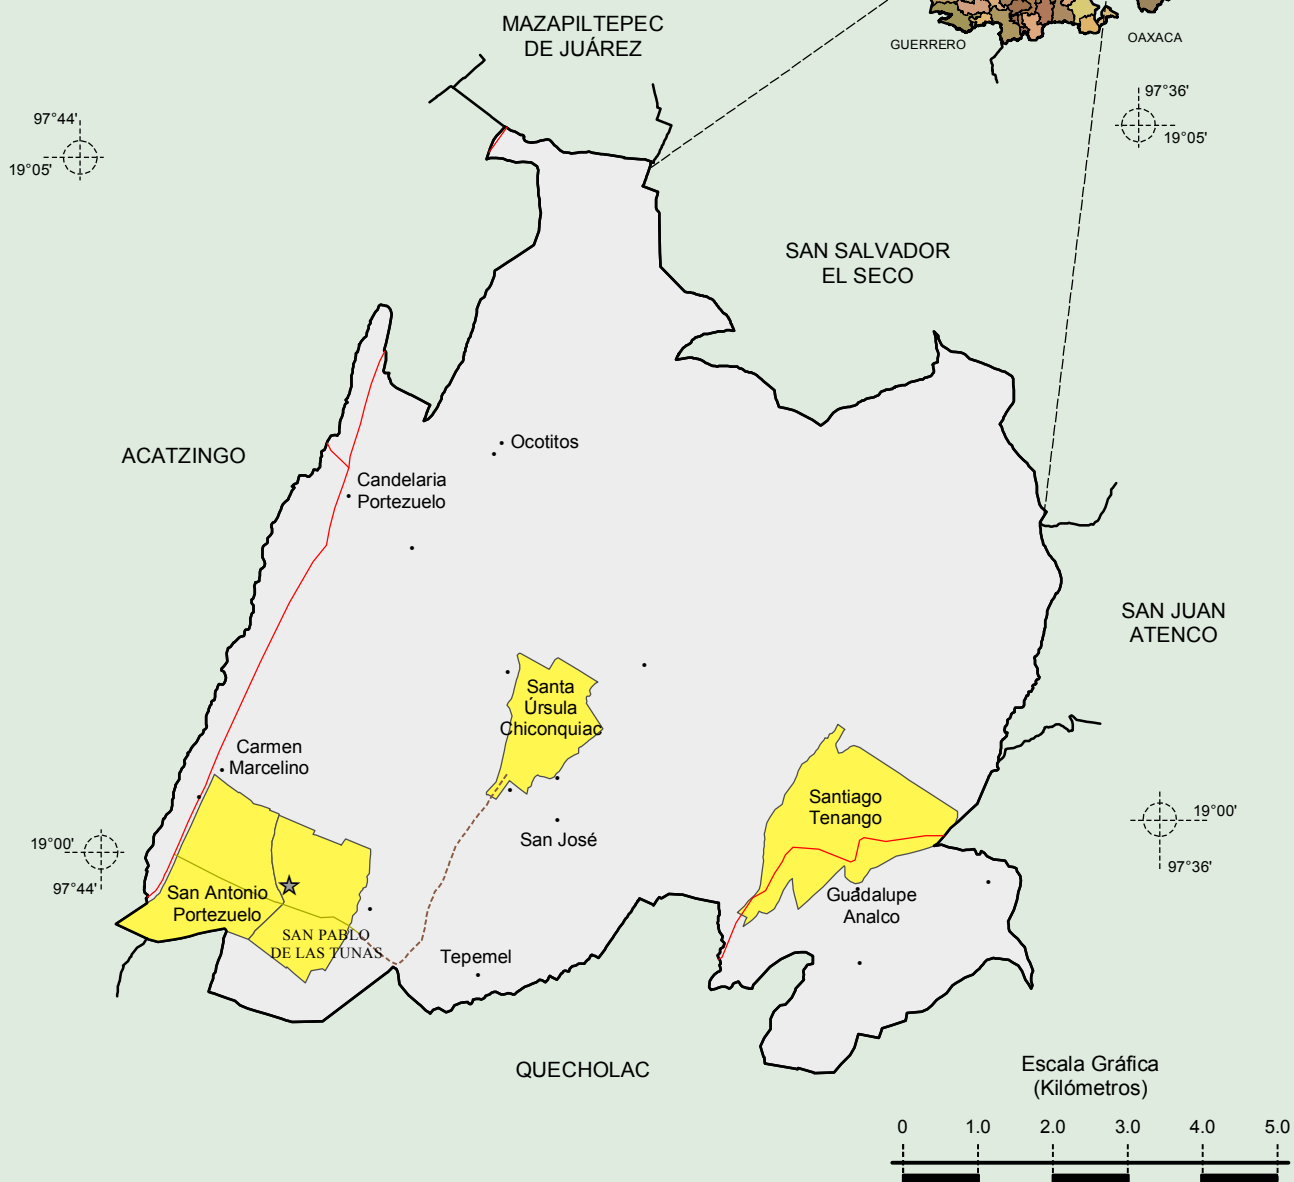 MAZAPILTEPEC
DE JUÁREZ
GUERRERO
OAXACA
97°44'
19°05'
97°36'
19°05'
SAN SALVADOR
EL SECO
ACATZINGO
Ocotitos
Candelaria
Portezuelo
SAN JUAN
ATENCO
Santa
Úrsula
Chiconquiac
Carmen
Marcelino
Santiago
Tenango
San José
19°00'
97°44'
19°00'
97°36'
San Antonio
Portezuelo
Guadalupe
Analco
SAN PABLO
DE LAS TUNAS
Tepemel
QUECHOLAC
Escala Gráfica
(Kilómetros)
0 1.0 2.0 3.0 4.0 5.0